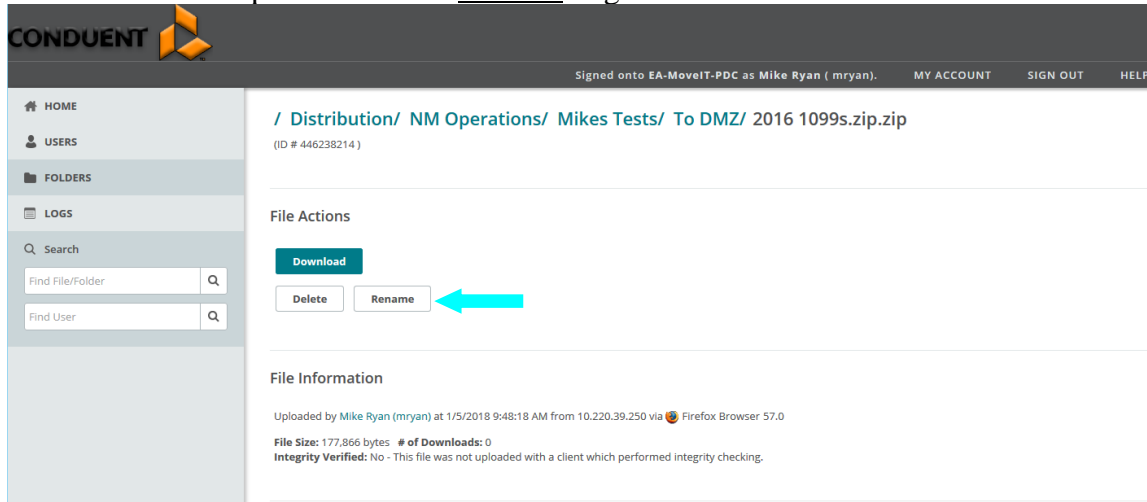 CONDUENT
Signed onto EA-MoveIT-PDC as Mike Ryan ( mryan). MY ACCOUNT SIGN OUT HELP
HOME
USERS
FOLDERS
LOGS
Search
Find File/Folder
Find User
/ Distribution/ NM Operations/ Mikes Tests/ To DMZ/ 2016 1099s.zip.zip
(ID # 446238214 )
File Actions
Download
Delete Rename
File Information
Uploaded by Mike Ryan (mryan) at 1/5/2018 9:48:18 AM from 10.220.39.250 via Firefox Browser 57.0
File Size: 177,866 bytes # of Downloads: 0
Integrity Verified: No - This file was not uploaded with a client which performed integrity checking.